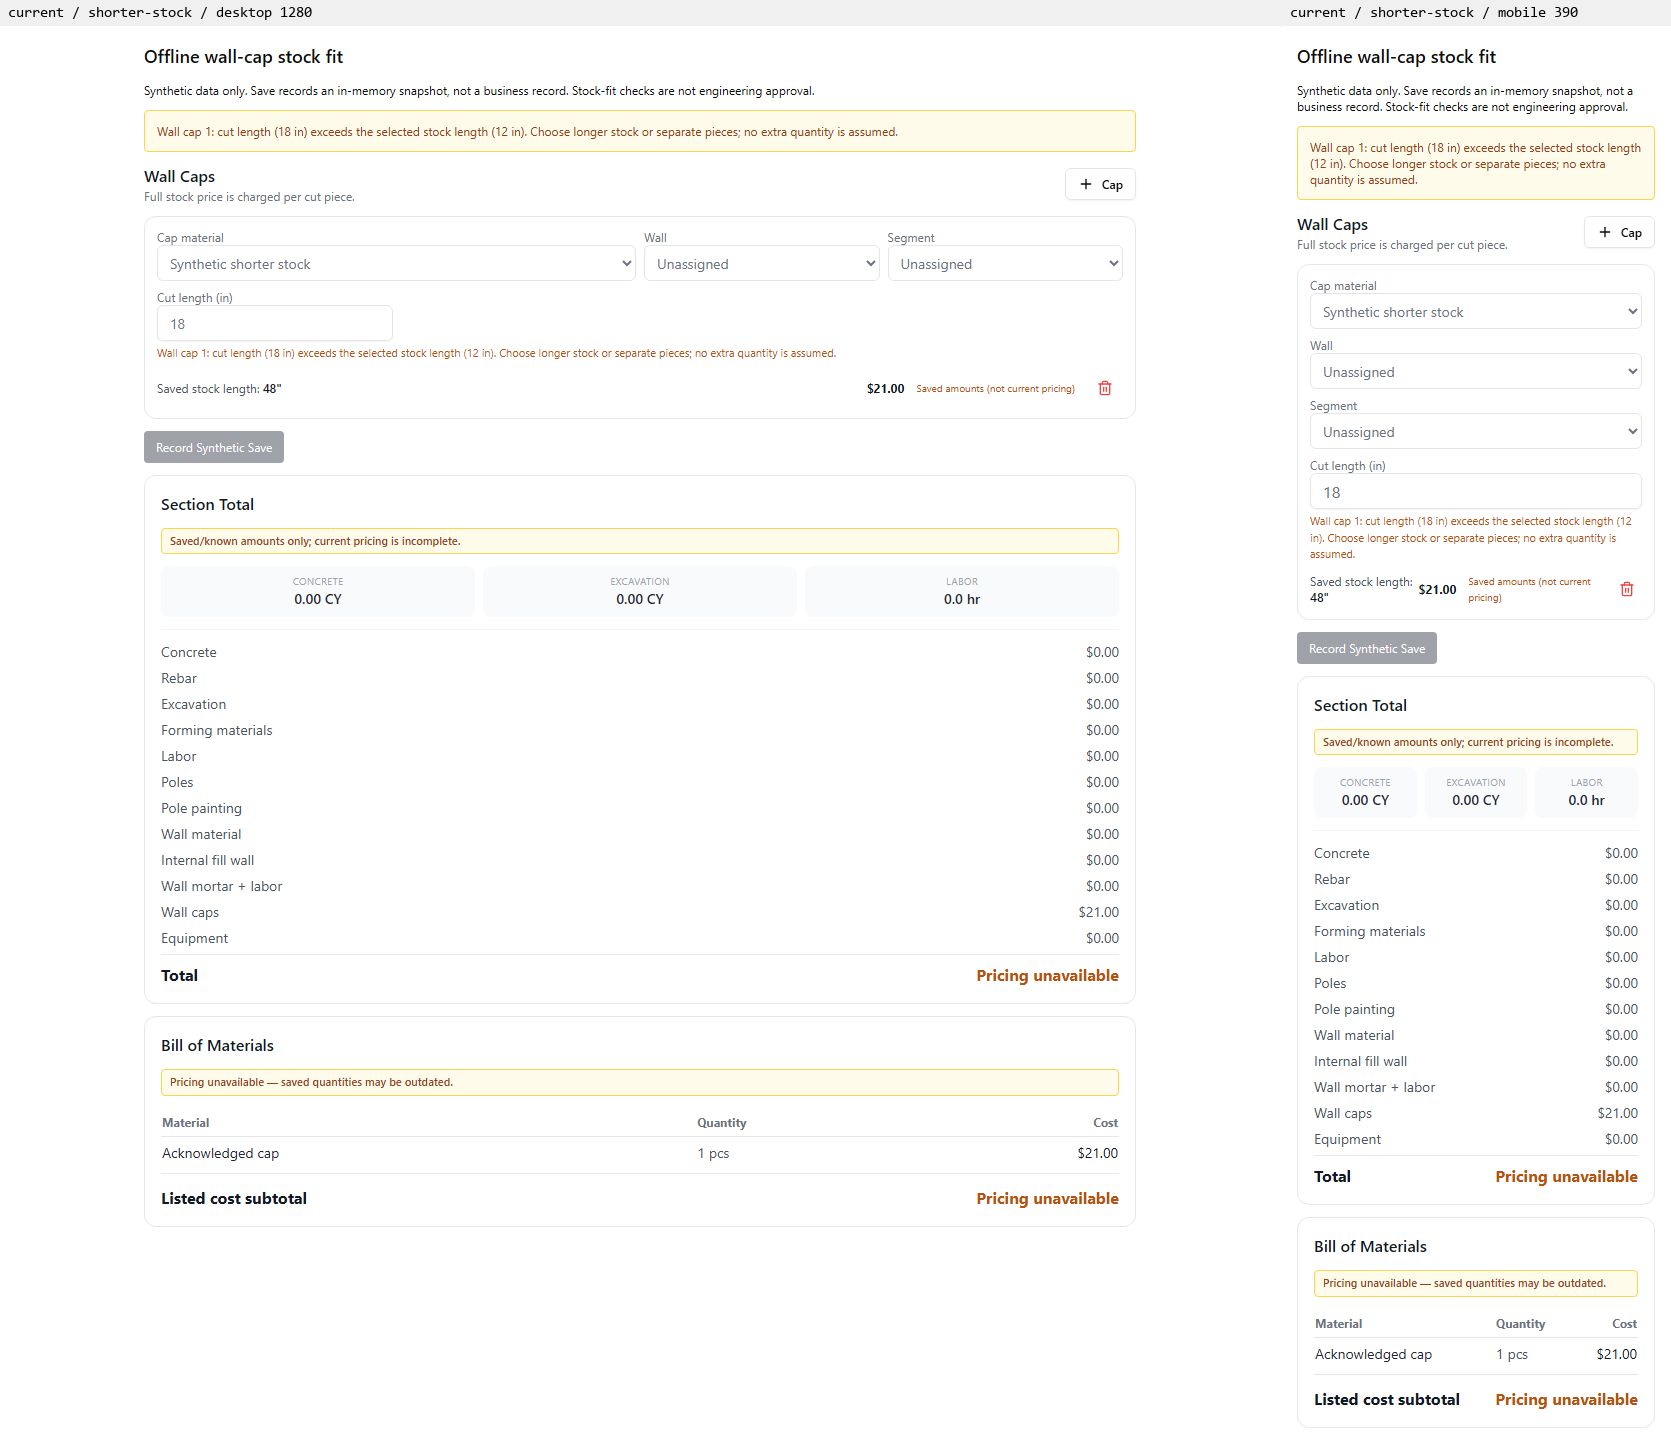 current / shorter-stock / desktop 1280
Offline wall-cap stock fit
Synthetic data only. Save records an in-memory snapshot, not a business record. Stock-fit checks are not engineering approval.
Wall cap 1: cut length (18 in) exceeds the selected stock length (12 in). Choose longer stock or separate pieces; no extra quantity is assumed.
Wall Caps
Full stock price is charged per cut piece.
+ Cap
Cap material
Wall
Segment
Synthetic shorter stock
Unassigned
Unassigned
Cut length (in)
18
Wall cap 1: cut length (18 in) exceeds the selected stock length (12 in). Choose longer stock or separate pieces; no extra quantity is assumed.
Saved stock length: 48"
$21.00 Saved amounts (not current pricing)
Record Synthetic Save
Section Total
Saved/known amounts only; current pricing is incomplete.
CONCRETE
0.00 CY
EXCAVATION
0.00 CY
LABOR
0.0 hr
Concrete $0.00
Rebar $0.00
Excavation $0.00
Forming materials $0.00
Labor $0.00
Poles $0.00
Pole painting $0.00
Wall material $0.00
Internal fill wall $0.00
Wall mortar + labor $0.00
Wall caps $21.00
Equipment $0.00
Total Pricing unavailable
Bill of Materials
Pricing unavailable — saved quantities may be outdated.
Material Quantity Cost
Acknowledged cap 1 pcs $21.00
Listed cost subtotal Pricing unavailable
current / shorter-stock / mobile 390
Offline wall-cap stock fit
Synthetic data only. Save records an in-memory snapshot, not a
business record. Stock-fit checks are not engineering approval.
Wall cap 1: cut length (18 in) exceeds the selected stock length
(12 in). Choose longer stock or separate pieces; no extra
quantity is assumed.
Wall Caps
Full stock price is charged per cut piece.
+ Cap
Cap material
Synthetic shorter stock
Wall
Unassigned
Segment
Unassigned
Cut length (in)
18
Wall cap 1: cut length (18 in) exceeds the selected stock length (12
in). Choose longer stock or separate pieces; no extra quantity is
assumed.
Saved stock length:
48"
$21.00
Saved amounts (not current
pricing)
Record Synthetic Save
Section Total
Saved/known amounts only; current pricing is incomplete.
CONCRETE
0.00 CY
EXCAVATION
0.00 CY
LABOR
0.0 hr
Concrete $0.00
Rebar $0.00
Excavation $0.00
Forming materials $0.00
Labor $0.00
Poles $0.00
Pole painting $0.00
Wall material $0.00
Internal fill wall $0.00
Wall mortar + labor $0.00
Wall caps $21.00
Equipment $0.00
Total Pricing unavailable
Bill of Materials
Pricing unavailable — saved quantities may be outdated.
Material Quantity Cost
Acknowledged cap 1 pcs $21.00
Listed cost subtotal Pricing unavailable